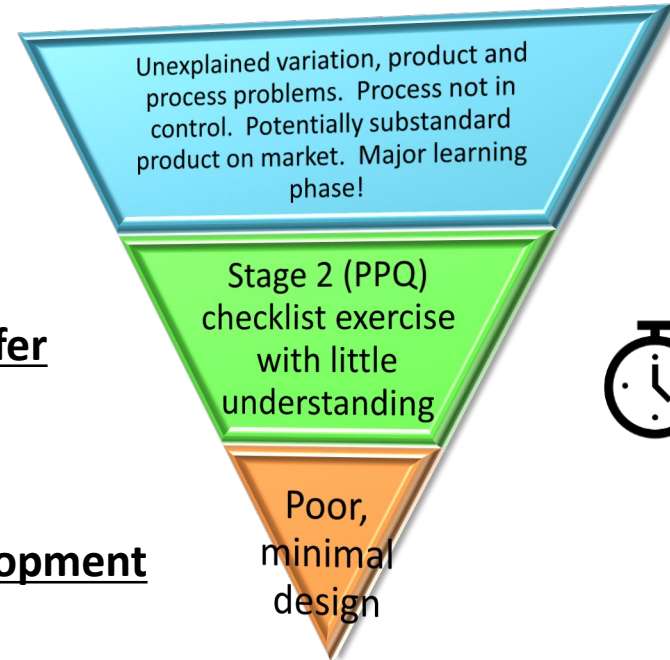 Unexplained variation, product and
process problems.  Process not in
control.  Potentially substandard
product on market.  Major learning
phase!
Stage 2 (PPQ)
checklist exercise
with little
understanding
fer
Poor,
minimal
design
opment